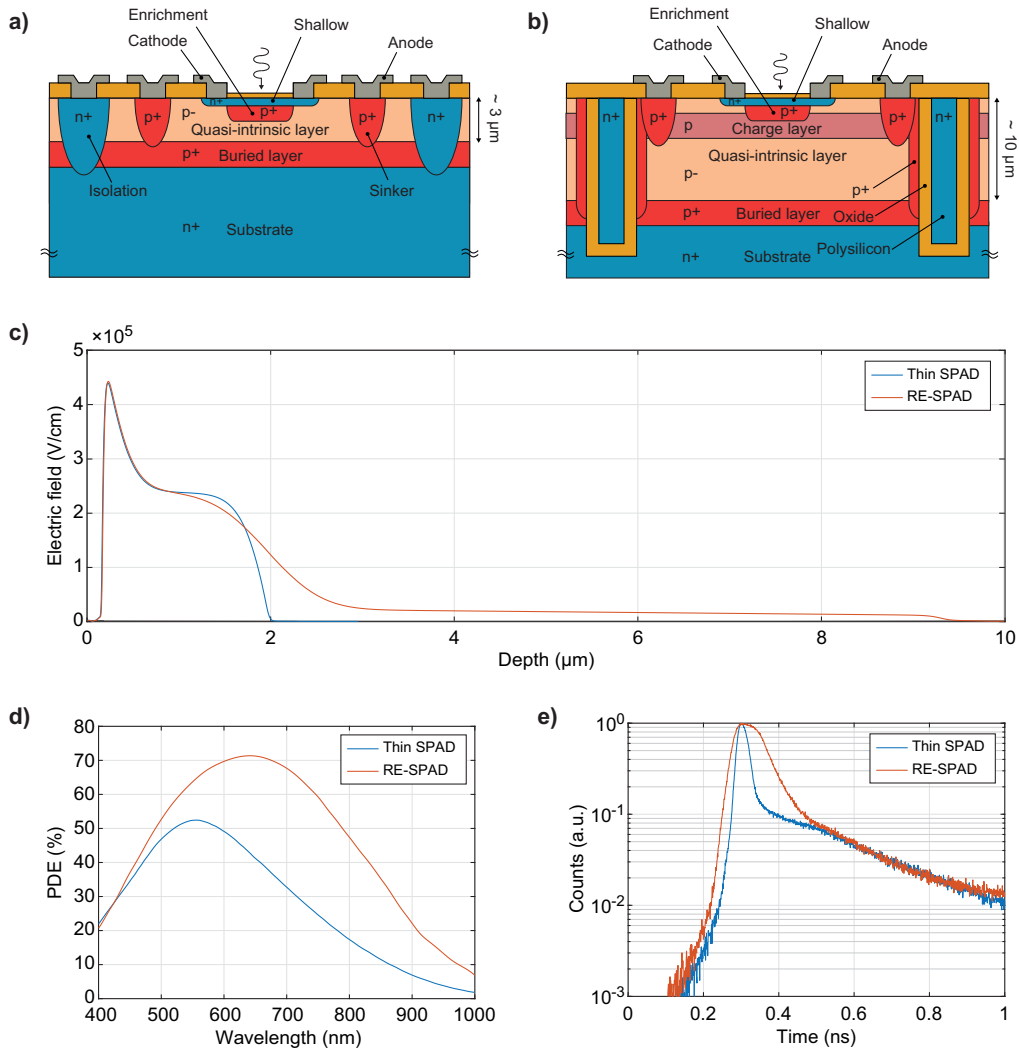 a)
Enrichment
Cathode
Shallow
Anode
n+
p+
p-
n+
p+
p+
n+
Quasi-intrinsic layer
p+
Buried layer
Isolation
Sinker
n+
Substrate
~ 3 µm
b)
Enrichment
Cathode
Shallow
Anode
n+
p+
n+
p+
p+
n+
p
Charge layer
Quasi-intrinsic layer
p-
p+
p+
Buried layer
Oxide
Polysilicon
n+
Substrate
~ 10 µm
c)
×10⁵
5
4
3
2
1
0
Electric field (V/cm)
Thin SPAD
RE-SPAD
0
2
4
6
8
10
Depth (µm)
d)
80
70
60
50
40
30
20
10
0
PDE (%)
Thin SPAD
RE-SPAD
400
500
600
700
800
900
1000
Wavelength (nm)
e)
10⁰
10⁻¹
10⁻²
10⁻³
Counts (a.u.)
Thin SPAD
RE-SPAD
0
0.2
0.4
0.6
0.8
1
Time (ns)